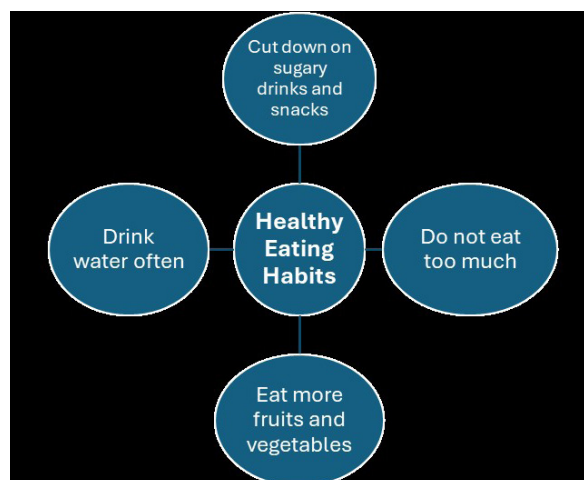 Cut down on
sugary
drinks and
snacks
Drink
water often
Healthy
Eating
Habits
Do not eat
too much
Eat more
fruits and
vegetables